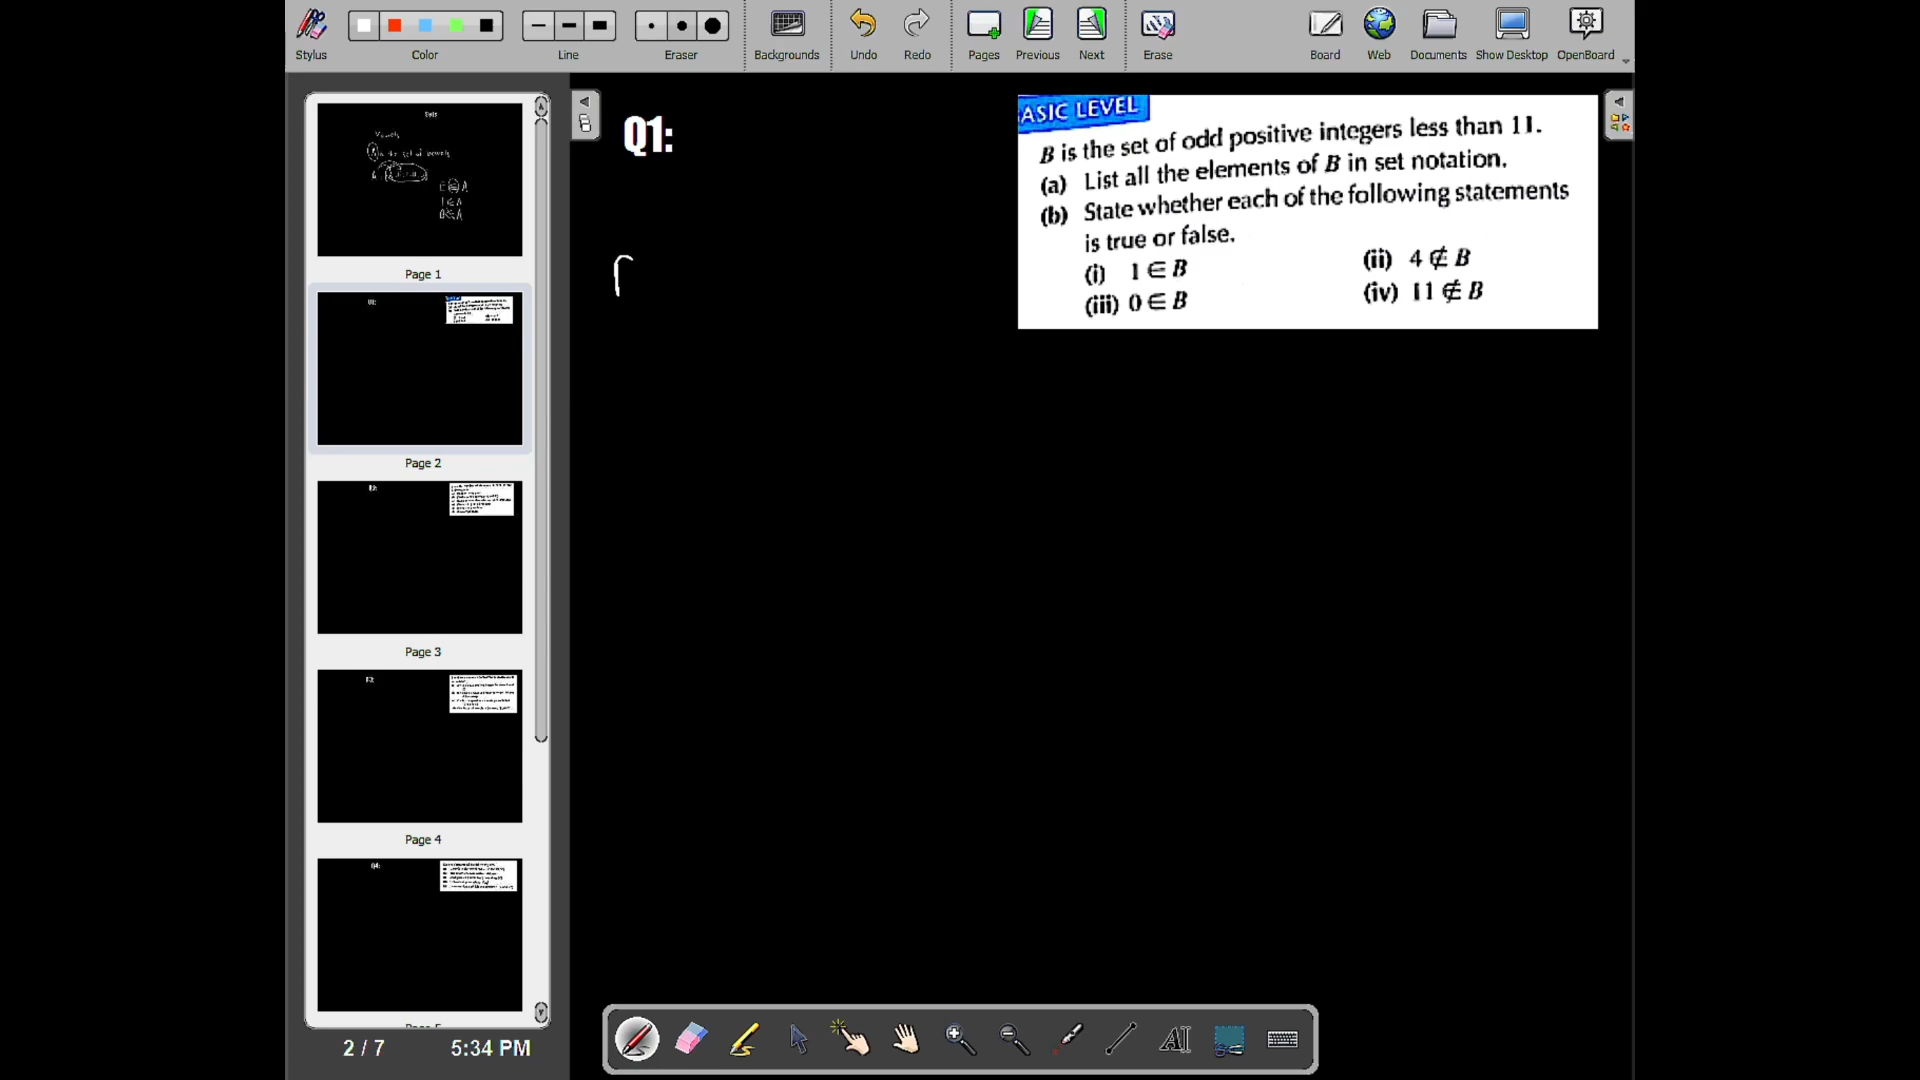 Stylus
Color
Line
Eraser
Backgrounds
Undo
Redo
Pages
Previous
Next
Erase
Board
Web
Documents
Show Desktop
OpenBoard
Page 1
Page 2
Page 3
Page 4
2 / 7
5:34 PM
Q1:
ASIC LEVEL
B is the set of odd positive integers less than 11.
(a) List all the elements of B in set notation.
(b) State whether each of the following statements
is true or false.
(i) 1 ∈ B (ii) 4 ∉ B
(iii) 0 ∈ B (iv) 11 ∉ B